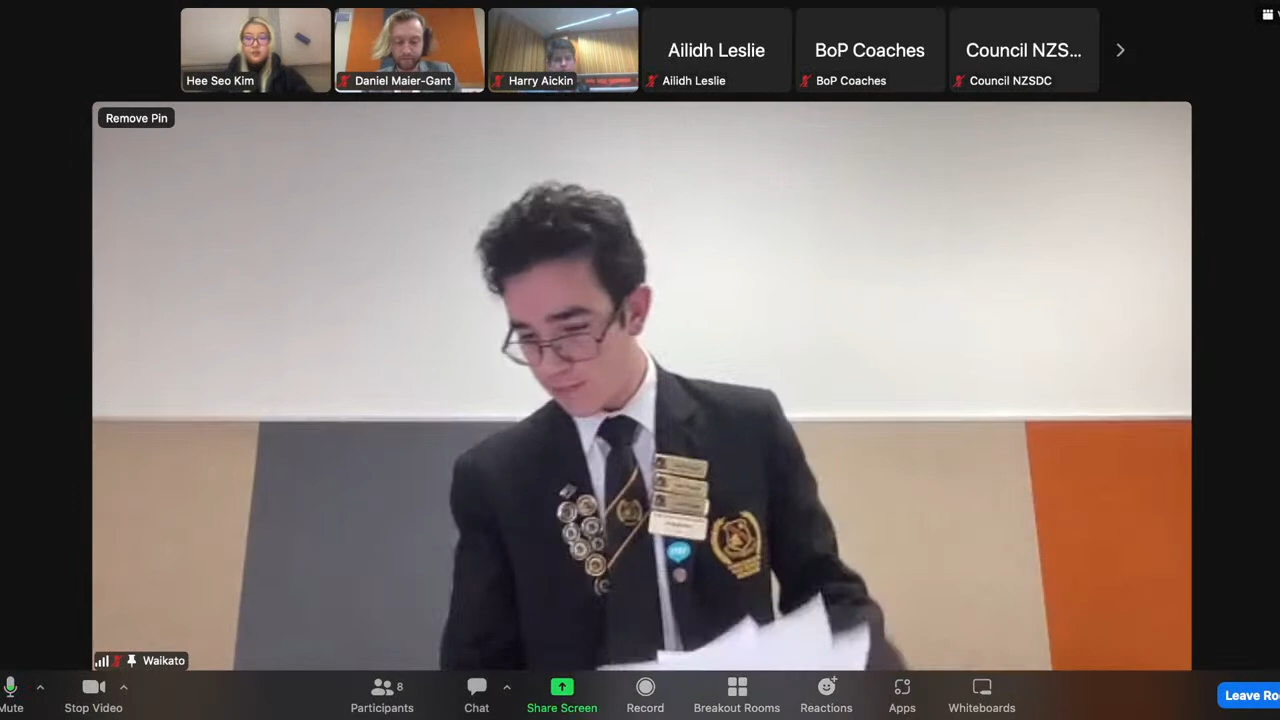 Hee Seo Kim
Daniel Maier-Gant
Harry Aickin
Ailidh Leslie
Ailidh Leslie
BoP Coaches
BoP Coaches
Council NZS...
Council NZSDC
Remove Pin
Waikato
Mute
Stop Video
8
Participants
Chat
Share Screen
Record
Breakout Rooms
Reactions
Apps
Whiteboards
Leave Ro